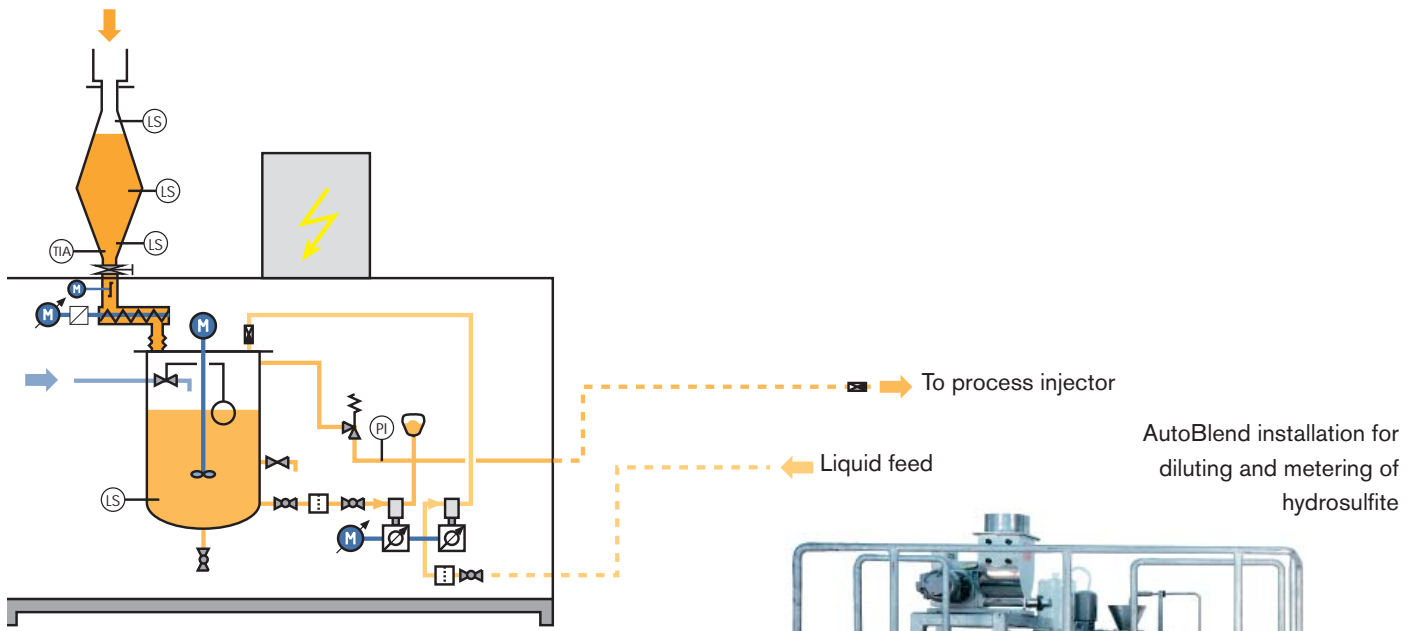 LS
LS
LS
TIA
M
M
M
PI
To process injector
AutoBlend installation for
diluting and metering of
hydrosulfite
Liquid feed
LS
M